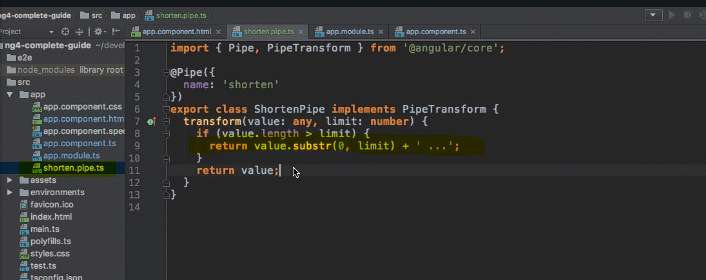 ng4-complete-guide src app shorten.pipe.ts
Project
app.component.html shorten.pipe.ts app.module.ts app.component.ts
ng4-complete-guide ~/devel
e2e
node_modules library root
src
app
app.component.css
app.component.htm
app.component.spec
app.component.ts
app.module.ts
shorten.pipe.ts
assets
environments
favicon.ico
index.html
main.ts
polyfills.ts
styles.css
test.ts
tsconfig.json
1 import { Pipe, PipeTransform } from '@angular/core';
2
3 @Pipe({
4 name: 'shorten'
5 })
6 export class ShortenPipe implements PipeTransform {
7 transform(value: any, limit: number) {
8 if (value.length > limit) {
9 return value.substr(0, limit) + ' ...';
10 }
11 return value;
12 }
13 }
14